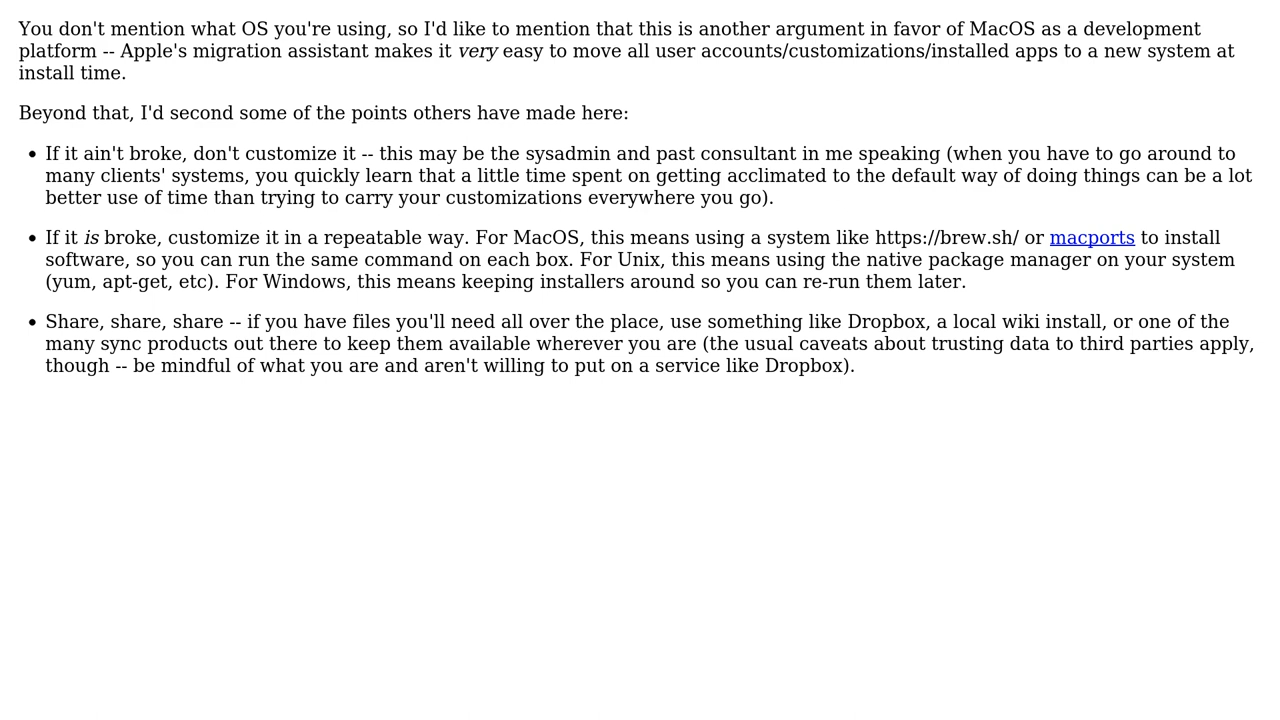 You don't mention what OS you're using, so I'd like to mention that this is another argument in favor of MacOS as a development
platform -- Apple's migration assistant makes it very easy to move all user accounts/customizations/installed apps to a new system at
install time.
Beyond that, I'd second some of the points others have made here:
• If it ain't broke, don't customize it -- this may be the sysadmin and past consultant in me speaking (when you have to go around to
many clients' systems, you quickly learn that a little time spent on getting acclimated to the default way of doing things can be a lot
better use of time than trying to carry your customizations everywhere you go).
• If it is broke, customize it in a repeatable way. For MacOS, this means using a system like https://brew.sh/ or macports to install
software, so you can run the same command on each box. For Unix, this means using the native package manager on your system
(yum, apt-get, etc). For Windows, this means keeping installers around so you can re-run them later.
• Share, share, share -- if you have files you'll need all over the place, use something like Dropbox, a local wiki install, or one of the
many sync products out there to keep them available wherever you are (the usual caveats about trusting data to third parties apply,
though -- be mindful of what you are and aren't willing to put on a service like Dropbox).